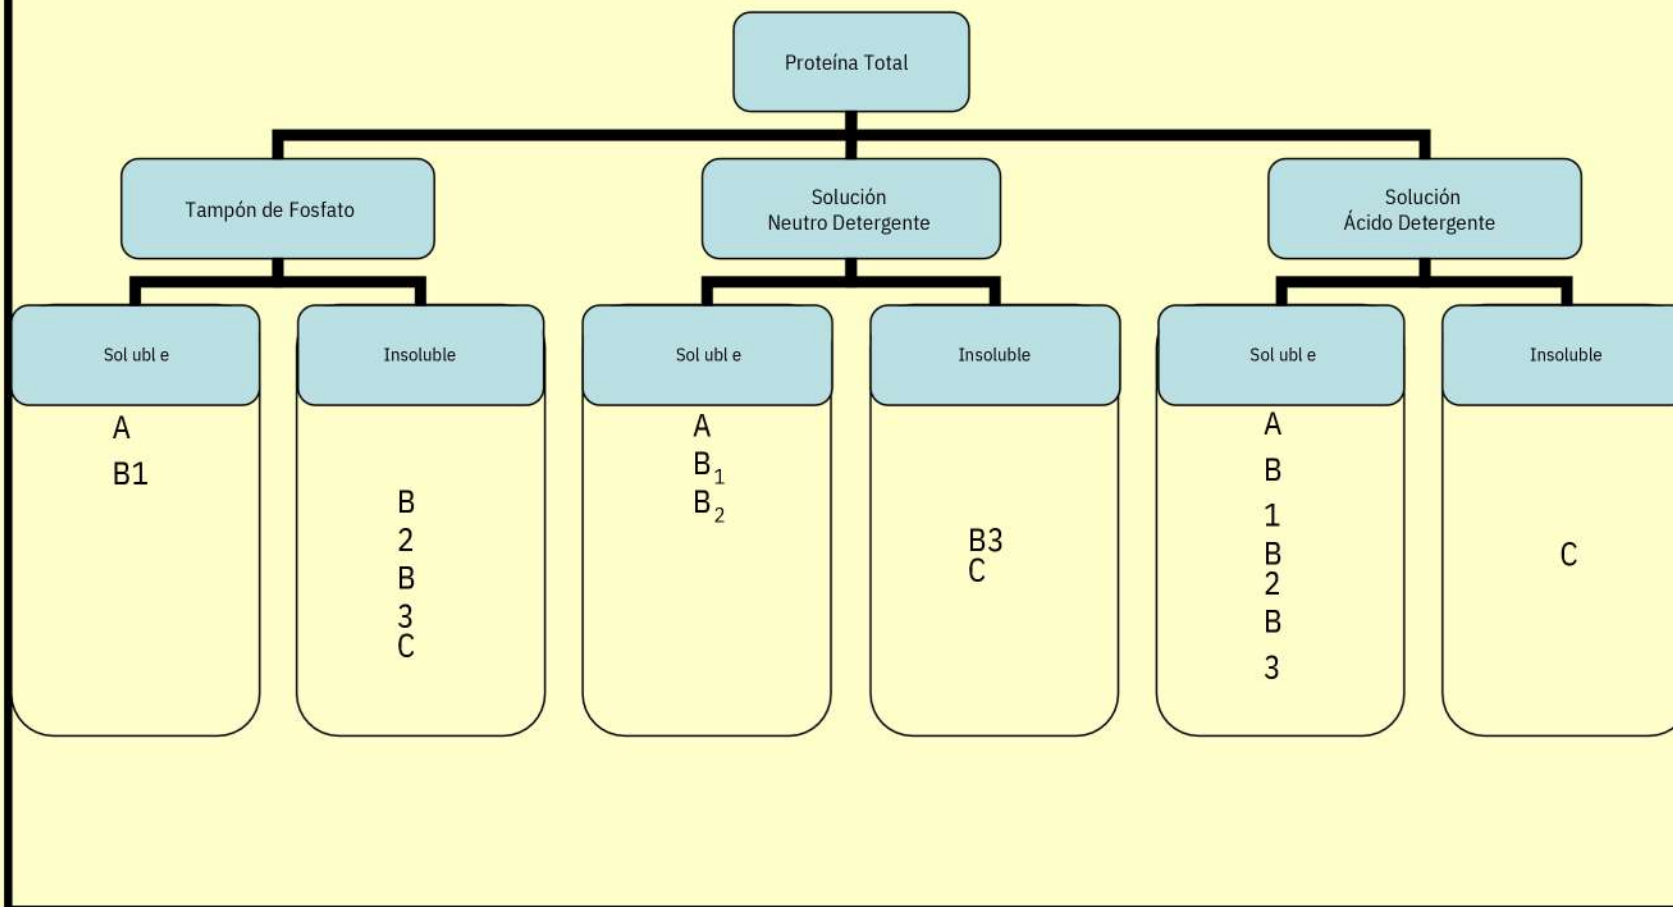 Proteína Total
Tampón de Fosfato
Solución
Neutro Detergente
Solución
Ácido Detergente
Sol ubl e
Insoluble
Sol ubl e
Insoluble
Sol ubl e
Insoluble
A
B1
B
2
B
3
C
A
B₁
B₂
B3
C
A
B
1
B
2
B
3
C